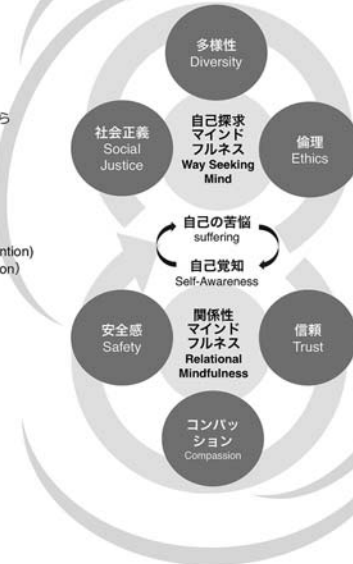 多様性
Diversity
ら
社会正義
Social
Justice
自己探求
マインド
フルネス
Way Seeking
Mind
倫理
Ethics
自己の苦悩
suffering
ntion)
on）
自己覚知
Self-Awareness
安全感
Safety
関係性
マインド
フルネス
Relational
Mindfulness
信頼
Trust
コンパッ
ション
Compassion